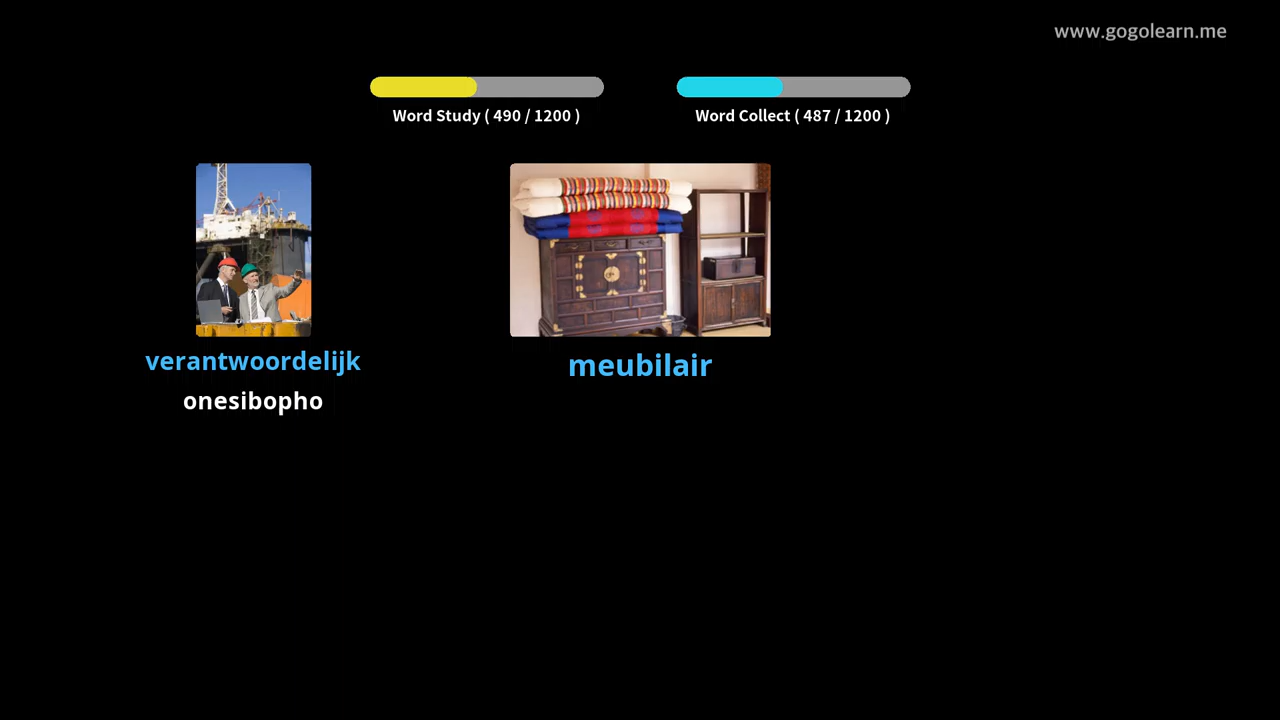 www.gogolearn.me
Word Study ( 490 / 1200 )
Word Collect ( 487 / 1200 )
verantwoordelijk
onesibopho
meubilair